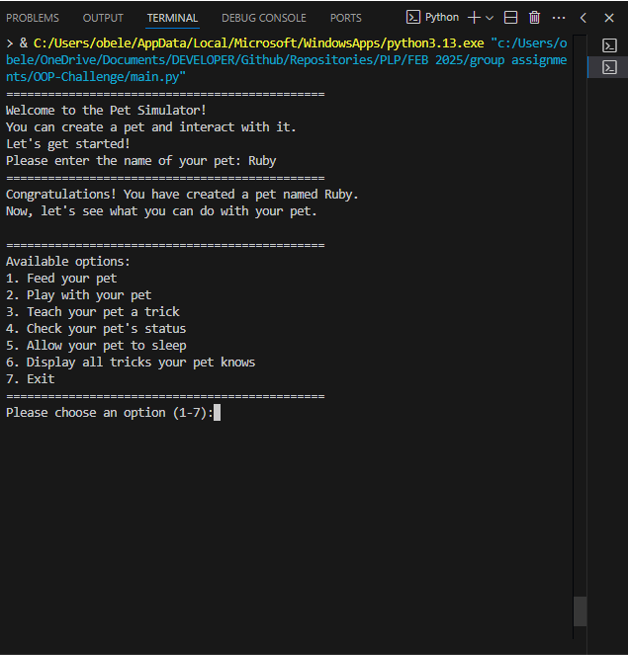 PROBLEMS OUTPUT TERMINAL DEBUG CONSOLE PORTS Python
> & C:/Users/obele/AppData/Local/Microsoft/WindowsApps/python3.13.exe "c:/Users/o
bele/OneDrive/Documents/DEVELOPER/Github/Repositories/PLP/FEB 2025/group assignme
nts/OOP-Challenge/main.py"
==============================================
Welcome to the Pet Simulator!
You can create a pet and interact with it.
Let's get started!
Please enter the name of your pet: Ruby
==============================================
Congratulations! You have created a pet named Ruby.
Now, let's see what you can do with your pet.
==============================================
Available options:
1. Feed your pet
2. Play with your pet
3. Teach your pet a trick
4. Check your pet's status
5. Allow your pet to sleep
6. Display all tricks your pet knows
7. Exit
==============================================
Please choose an option (1-7):